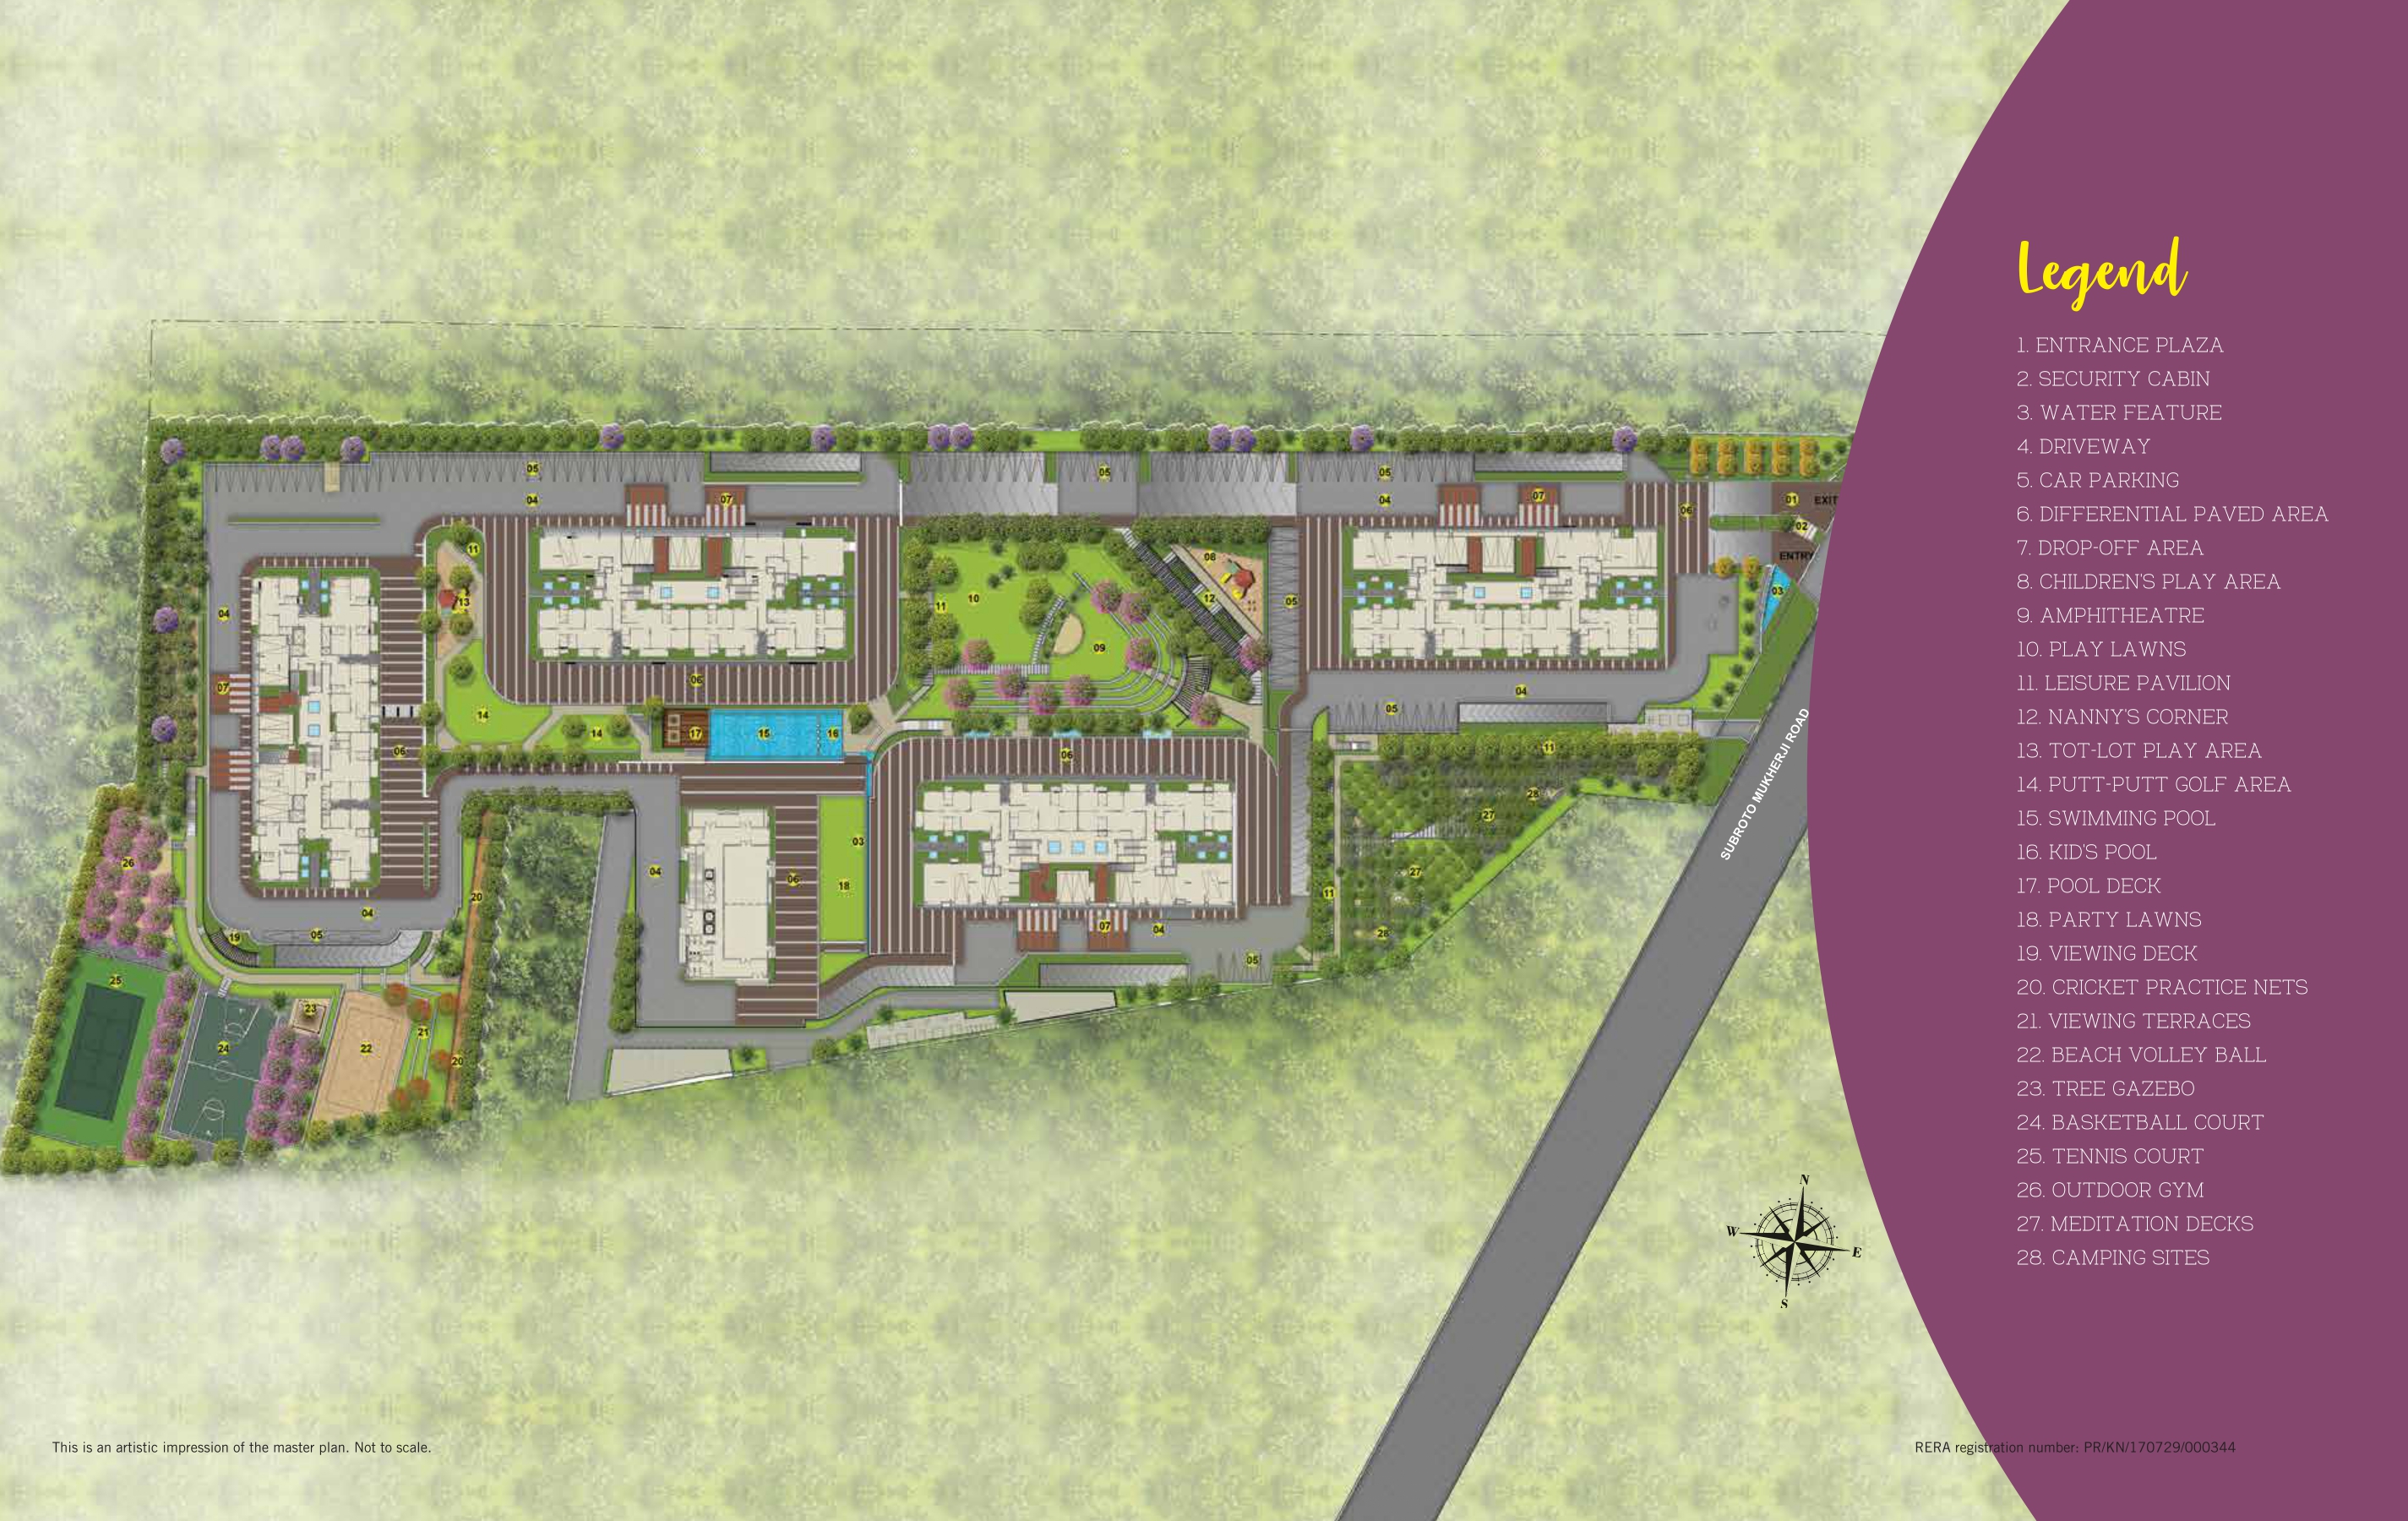 Legend
1. ENTRANCE PLAZA
2. SECURITY CABIN
3. WATER FEATURE
4. DRIVEWAY
5. CAR PARKING
6. DIFFERENTIAL PAVED AREA
7. DROP-OFF AREA
8. CHILDREN'S PLAY AREA
9. AMPHITHEATRE
10. PLAY LAWNS
11. LEISURE PAVILION
12. NANNY'S CORNER
13. TOT-LOT PLAY AREA
14. PUTT-PUTT GOLF AREA
15. SWIMMING POOL
16. KID'S POOL
17. POOL DECK
18. PARTY LAWNS
19. VIEWING DECK
20. CRICKET PRACTICE NETS
21. VIEWING TERRACES
22. BEACH VOLLEY BALL
23. TREE GAZEBO
24. BASKETBALL COURT
25. TENNIS COURT
26. OUTDOOR GYM
27. MEDITATION DECKS
28. CAMPING SITES
05
05
05
04
07
04
07
06
01
EXIT
02
ENTRY
11
08
13
10
11
12
05
03
04
09
07
06
04
14
14
17
15
16
05
06
06
11
SUBROTO MUKHERJI ROAD
28
27
03
26
04
06
18
27
20
11
04
19
05
07
04
28
05
25
23
24
22
21
20
N
W
E
S
This is an artistic impression of the master plan. Not to scale.
RERA registration number: PR/KN/170729/000344